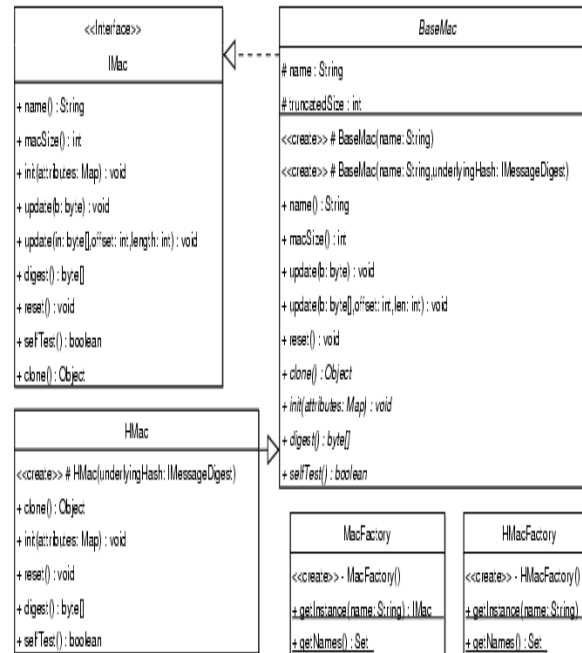 <<Interface>>
IMac
+ name() : String
+ macSize() : int
+ init(attributes: Map) : void
+ update(b: byte) : void
+ update(in: byte[],offset: int,length: int) : void
+ digest() : byte[]
+ reset() : void
+ selfTest() : boolean
+ clone() : Object
BaseMac
# name : String
# truncatedSize : int
<<create>> # BaseMac(name: String)
<<create>> # BaseMac(name: String,underlyingHash: IMessageDigest)
+ name() : String
+ macSize() : int
+ update(b: byte) : void
+ update(b: byte[],offset: int,len: int) : void
+ reset() : void
+ clone() : Object
+ init(attributes: Map) : void
+ digest() : byte[]
+ selfTest() : boolean
HMac
<<create>> # HMac(underlyingHash: IMessageDigest)
+ clone() : Object
+ init(attributes: Map) : void
+ reset() : void
+ digest() : byte[]
+ selfTest() : boolean
MacFactory
<<create>> - MacFactory()
+ getInstance(name: String) : IMac
+ getNames() : Set
HMacFactory
<<create>> - HMacFactory()
+ getInstance(name: String)
+ getNames() : Set